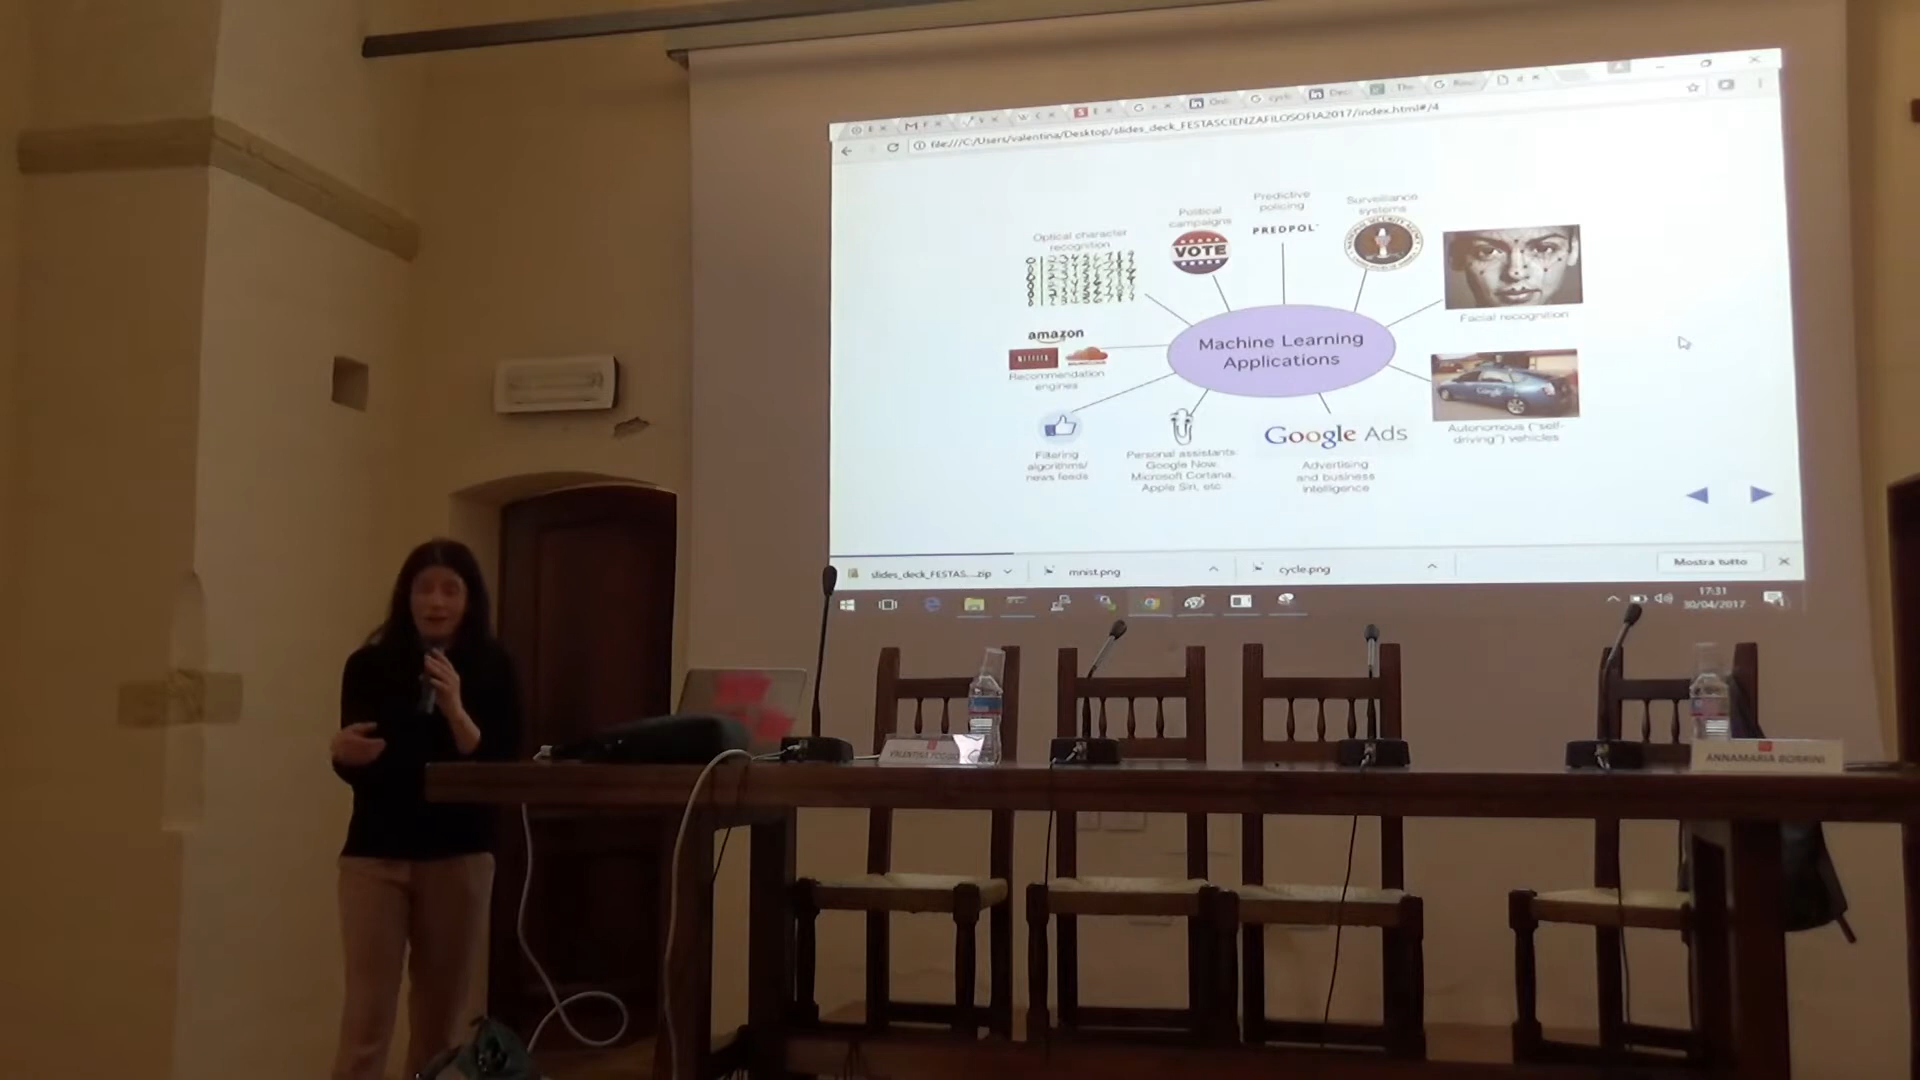 file:///C:/Users/valentina/Desktop/slides_deck_FESTASCIENZAFILOSOFIA2017/index.html#/4
Optical character
recognition
Political
campaigns
VOTE
Predictive
policing
PREDPOL
Surveillance
systems
Facial recognition
amazon
NETFLIX
Recommendation
engines
Machine Learning
Applications
Google
Autonomous ("self-
driving") vehicles
Filtering
algorithms/
news feeds
Personal assistants:
Google Now,
Microsoft Cortana,
Apple Siri, etc
Google Ads
Advertising
and business
intelligence
slides_deck_FESTAS....zip
mnist.png
cycle.png
Mostra tutto
17:31
30/04/2017
ANNAMARIA BORRINI